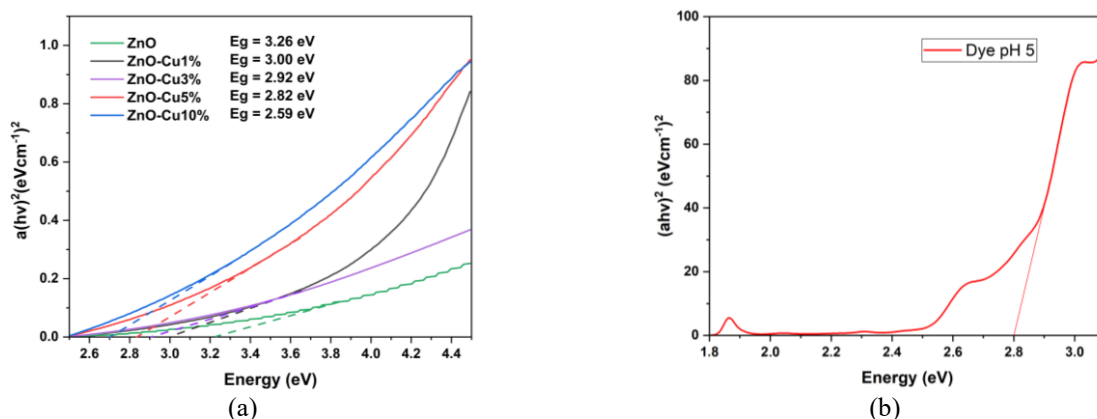 ZnO Eg = 3.26 eV
ZnO-Cu1% Eg = 3.00 eV
ZnO-Cu3% Eg = 2.92 eV
ZnO-Cu5% Eg = 2.82 eV
ZnO-Cu10% Eg = 2.59 eV
a(hv)²(eVcm⁻¹)²
1.0
0.8
0.6
0.4
0.2
0.0
2.6 2.8 3.0 3.2 3.4 3.6 3.8 4.0 4.2 4.4
Energy (eV)
(a)
Dye pH 5
(ahv)² (eVcm⁻¹)²
100
80
60
40
20
0
1.8 2.0 2.2 2.4 2.6 2.8 3.0
Energy (eV)
(b)